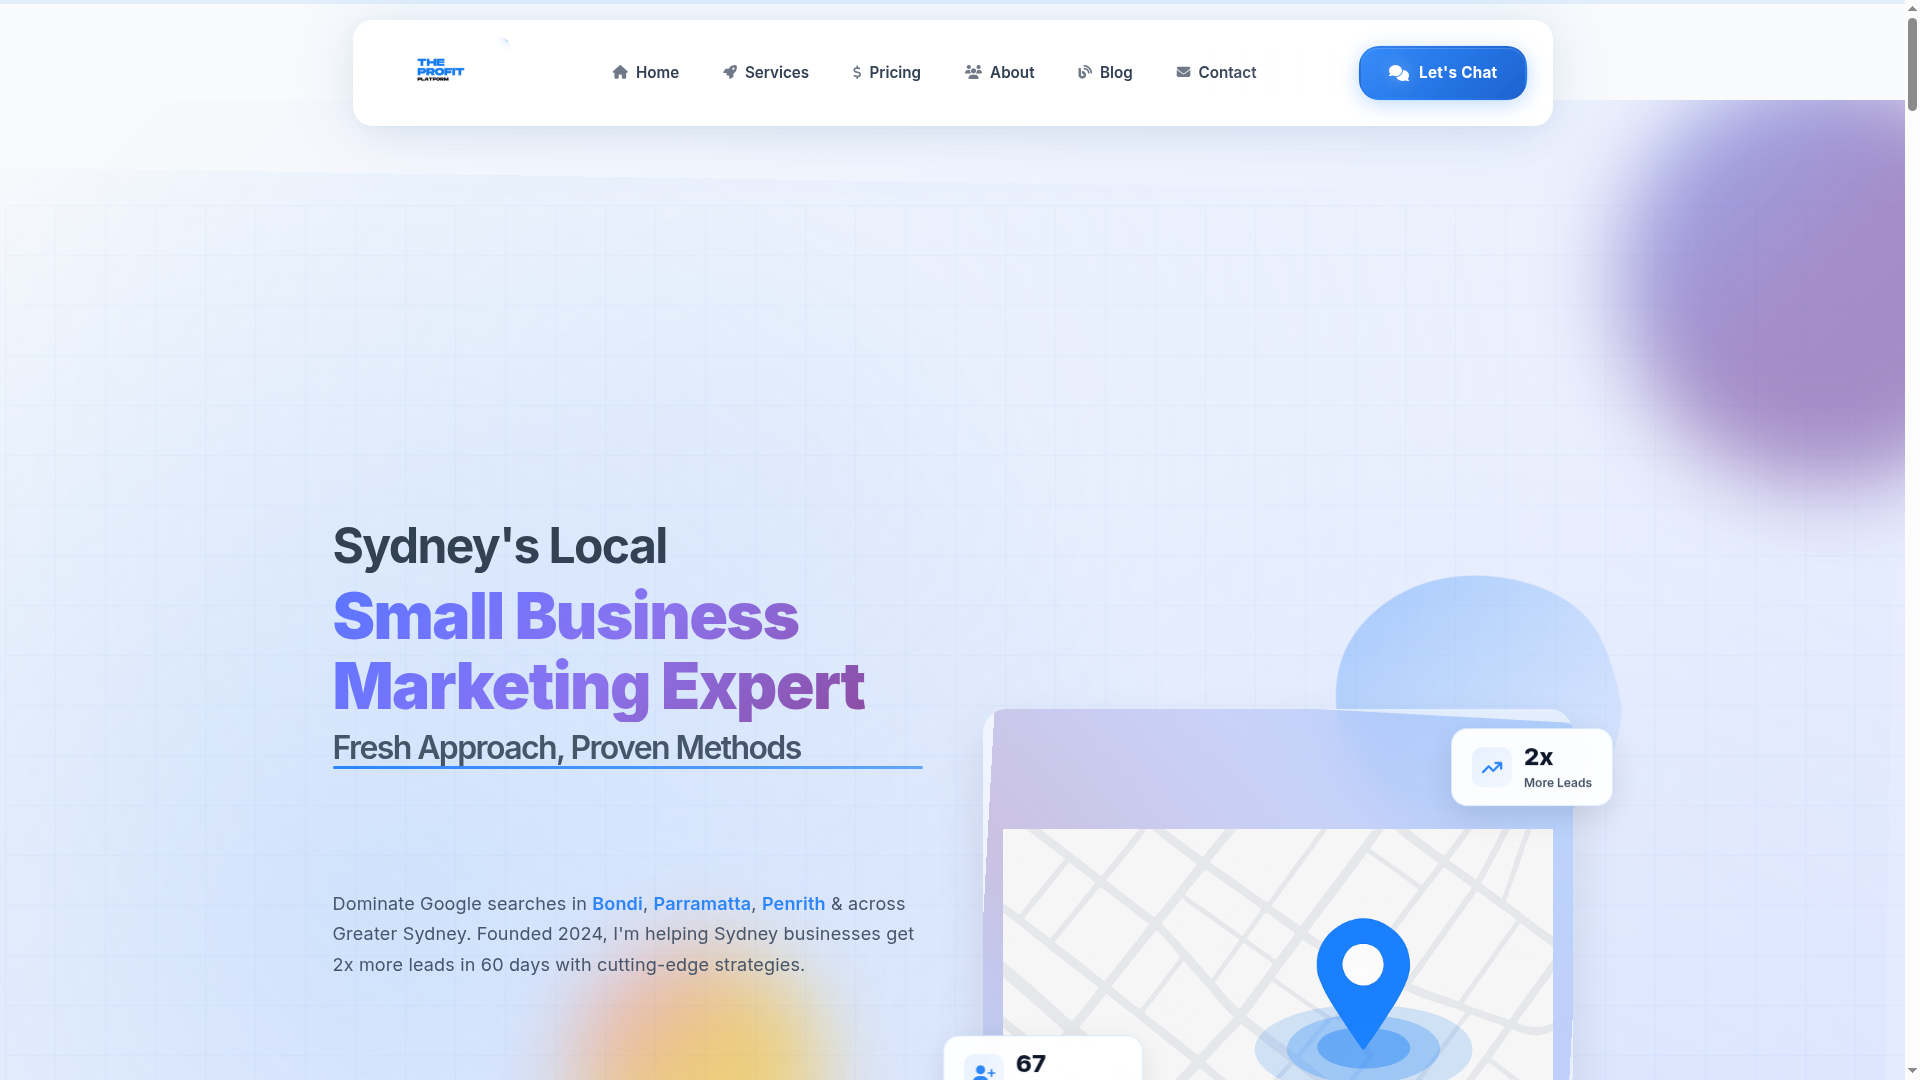 THE
PROFIT
PLATFORM
Home
Services
Pricing
About
Blog
Contact
Let's Chat
Sydney's Local
Small Business
Marketing Expert
Fresh Approach, Proven Methods
Dominate Google searches in Bondi, Parramatta, Penrith & across
Greater Sydney. Founded 2024, I'm helping Sydney businesses get
2x more leads in 60 days with cutting-edge strategies.
2x
More Leads
67